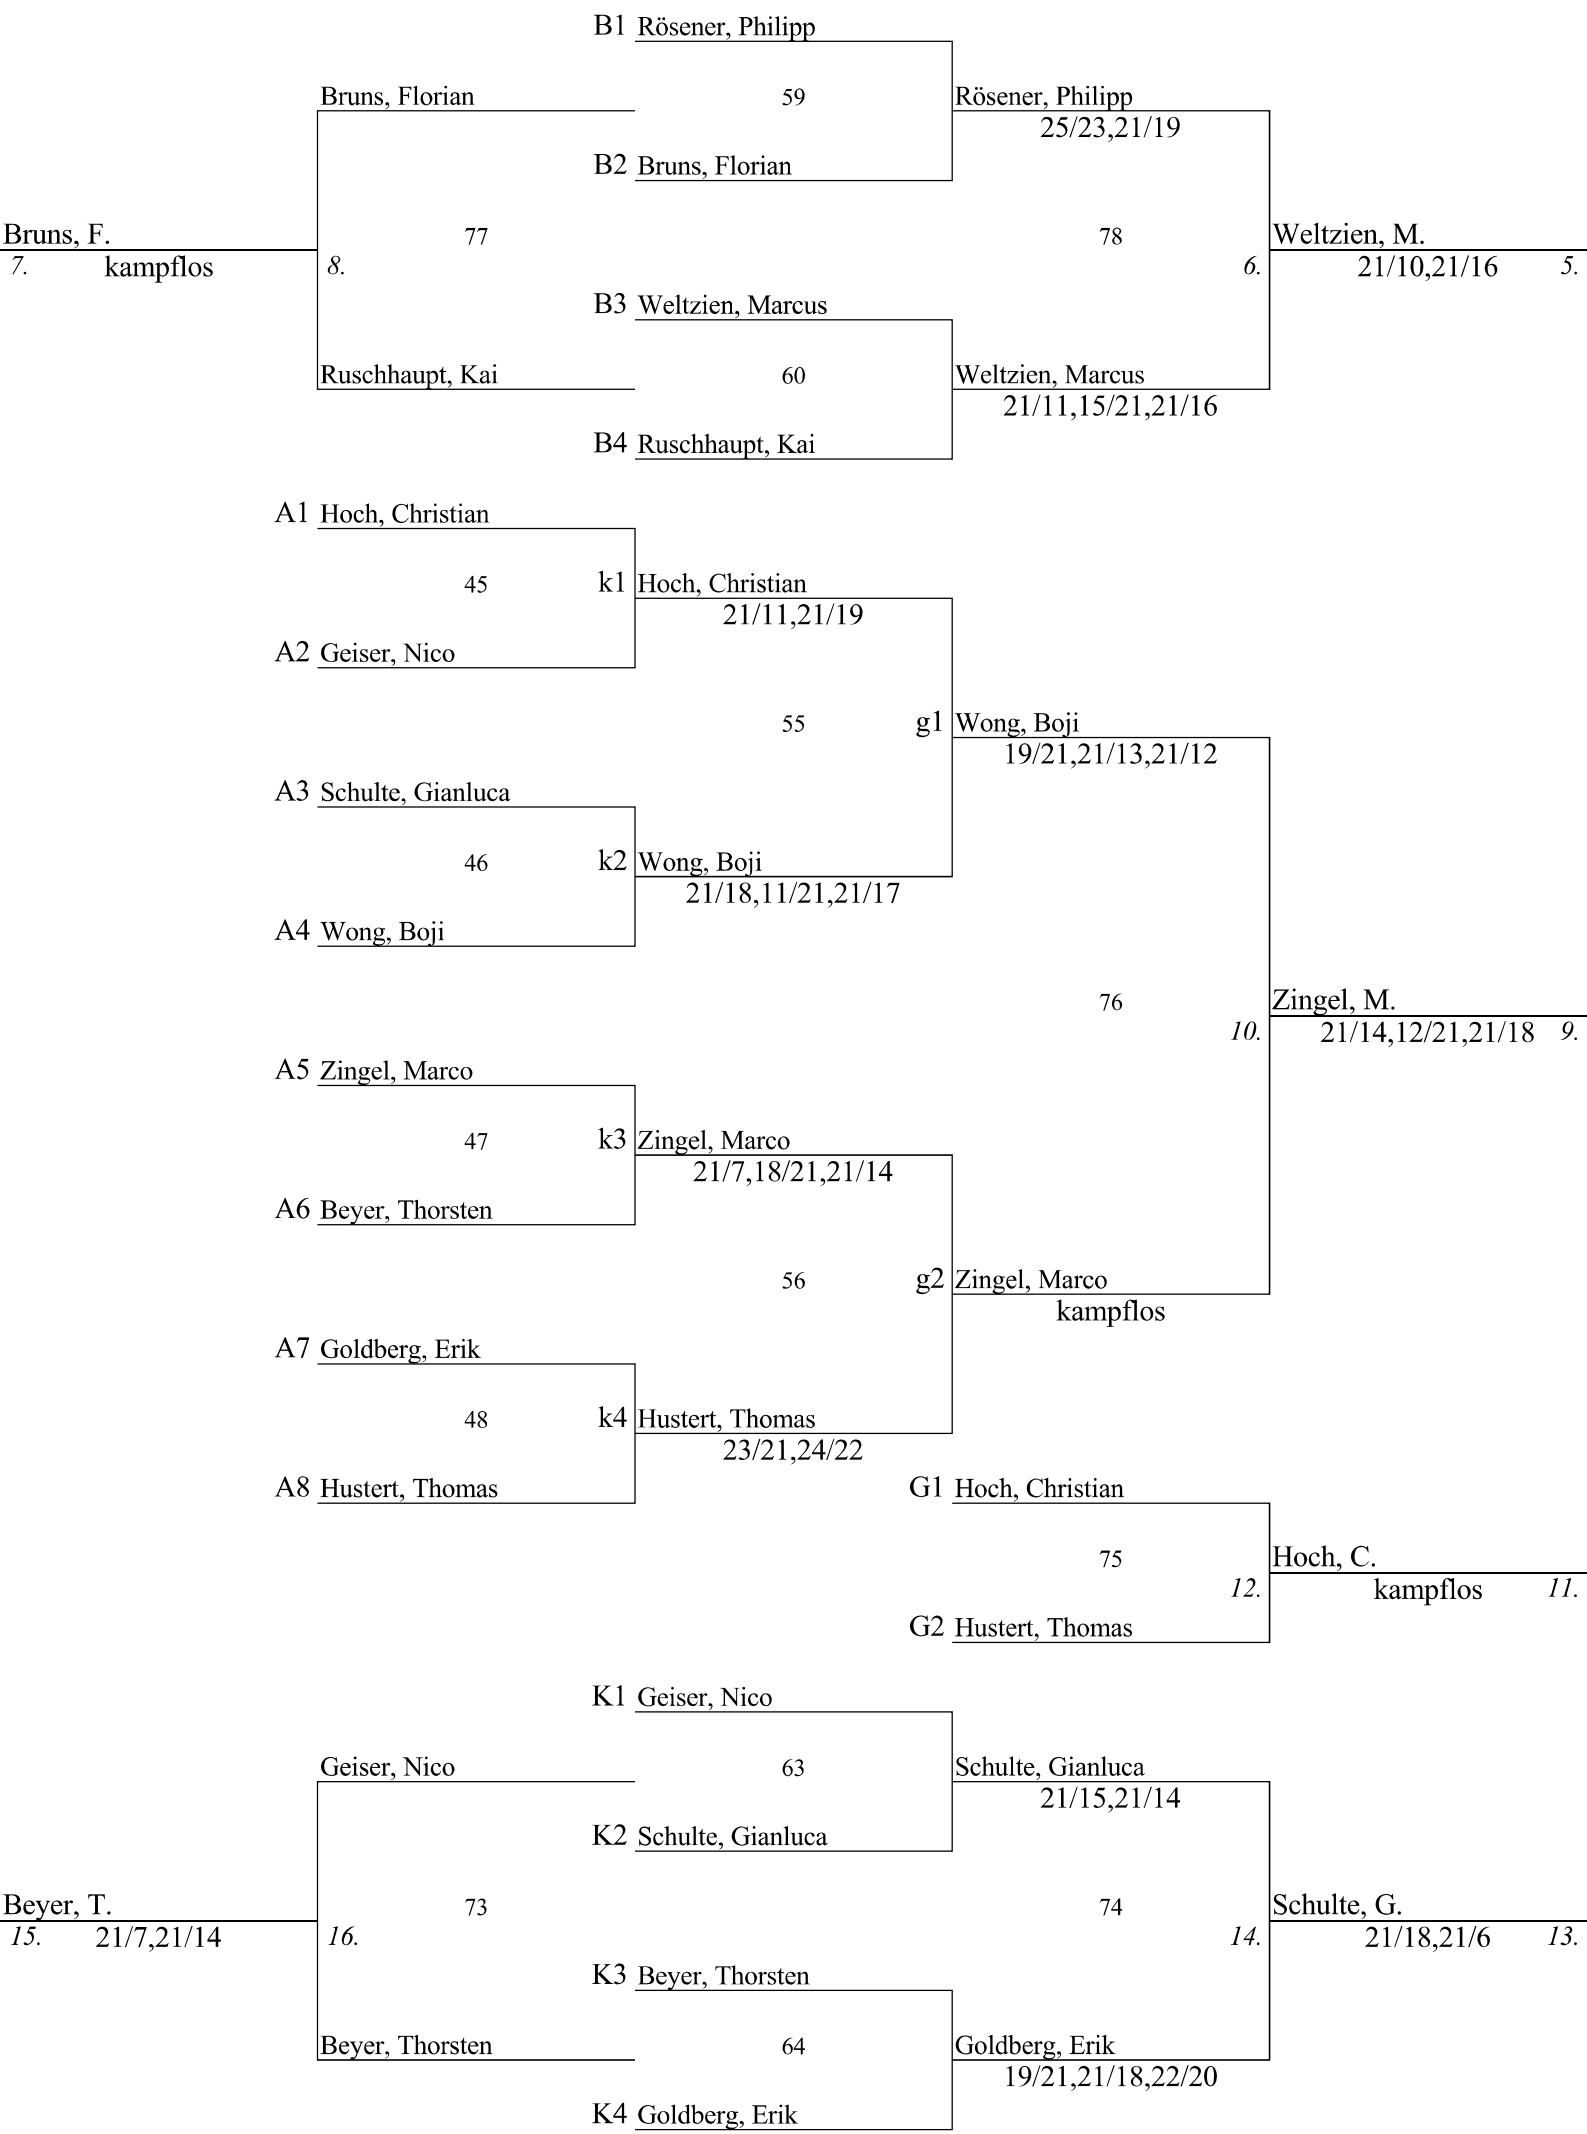 B1 Rösener, Philipp
Bruns, Florian 59 Rösener, Philipp
25/23,21/19
B2 Bruns, Florian
Bruns, F. 77 78 Weltzien, M.
7. kampflos 8. 6. 21/10,21/16 5.
B3 Weltzien, Marcus
Ruschhaupt, Kai 60 Weltzien, Marcus
21/11,15/21,21/16
B4 Ruschhaupt, Kai
A1 Hoch, Christian
45 k1 Hoch, Christian
21/11,21/19
A2 Geiser, Nico
55 g1 Wong, Boji
19/21,21/13,21/12
A3 Schulte, Gianluca
46 k2 Wong, Boji
21/18,11/21,21/17
A4 Wong, Boji
76 Zingel, M.
10. 21/14,12/21,21/18 9.
A5 Zingel, Marco
47 k3 Zingel, Marco
21/7,18/21,21/14
A6 Beyer, Thorsten
56 g2 Zingel, Marco
kampflos
A7 Goldberg, Erik
48 k4 Hustert, Thomas
23/21,24/22
A8 Hustert, Thomas G1 Hoch, Christian
75 Hoch, C.
12. kampflos 11.
G2 Hustert, Thomas
K1 Geiser, Nico
Geiser, Nico 63 Schulte, Gianluca
21/15,21/14
K2 Schulte, Gianluca
Beyer, T. 73 74 Schulte, G.
15. 21/7,21/14 16. 14. 21/18,21/6 13.
K3 Beyer, Thorsten
Beyer, Thorsten 64 Goldberg, Erik
19/21,21/18,22/20
K4 Goldberg, Erik